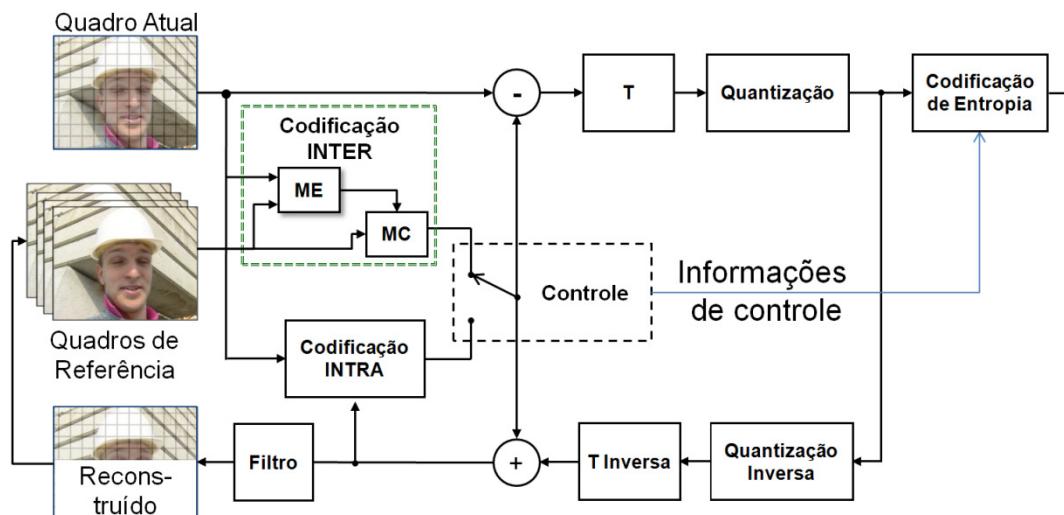 Quadro Atual
-
T
Quantização
Codificação
de Entropia
Codificação
INTER
ME
MC
Controle
Informações
de controle
Quadros de
Referência
Codificação
INTRA
Recons-
truído
Filtro
+
T Inversa
Quantização
Inversa